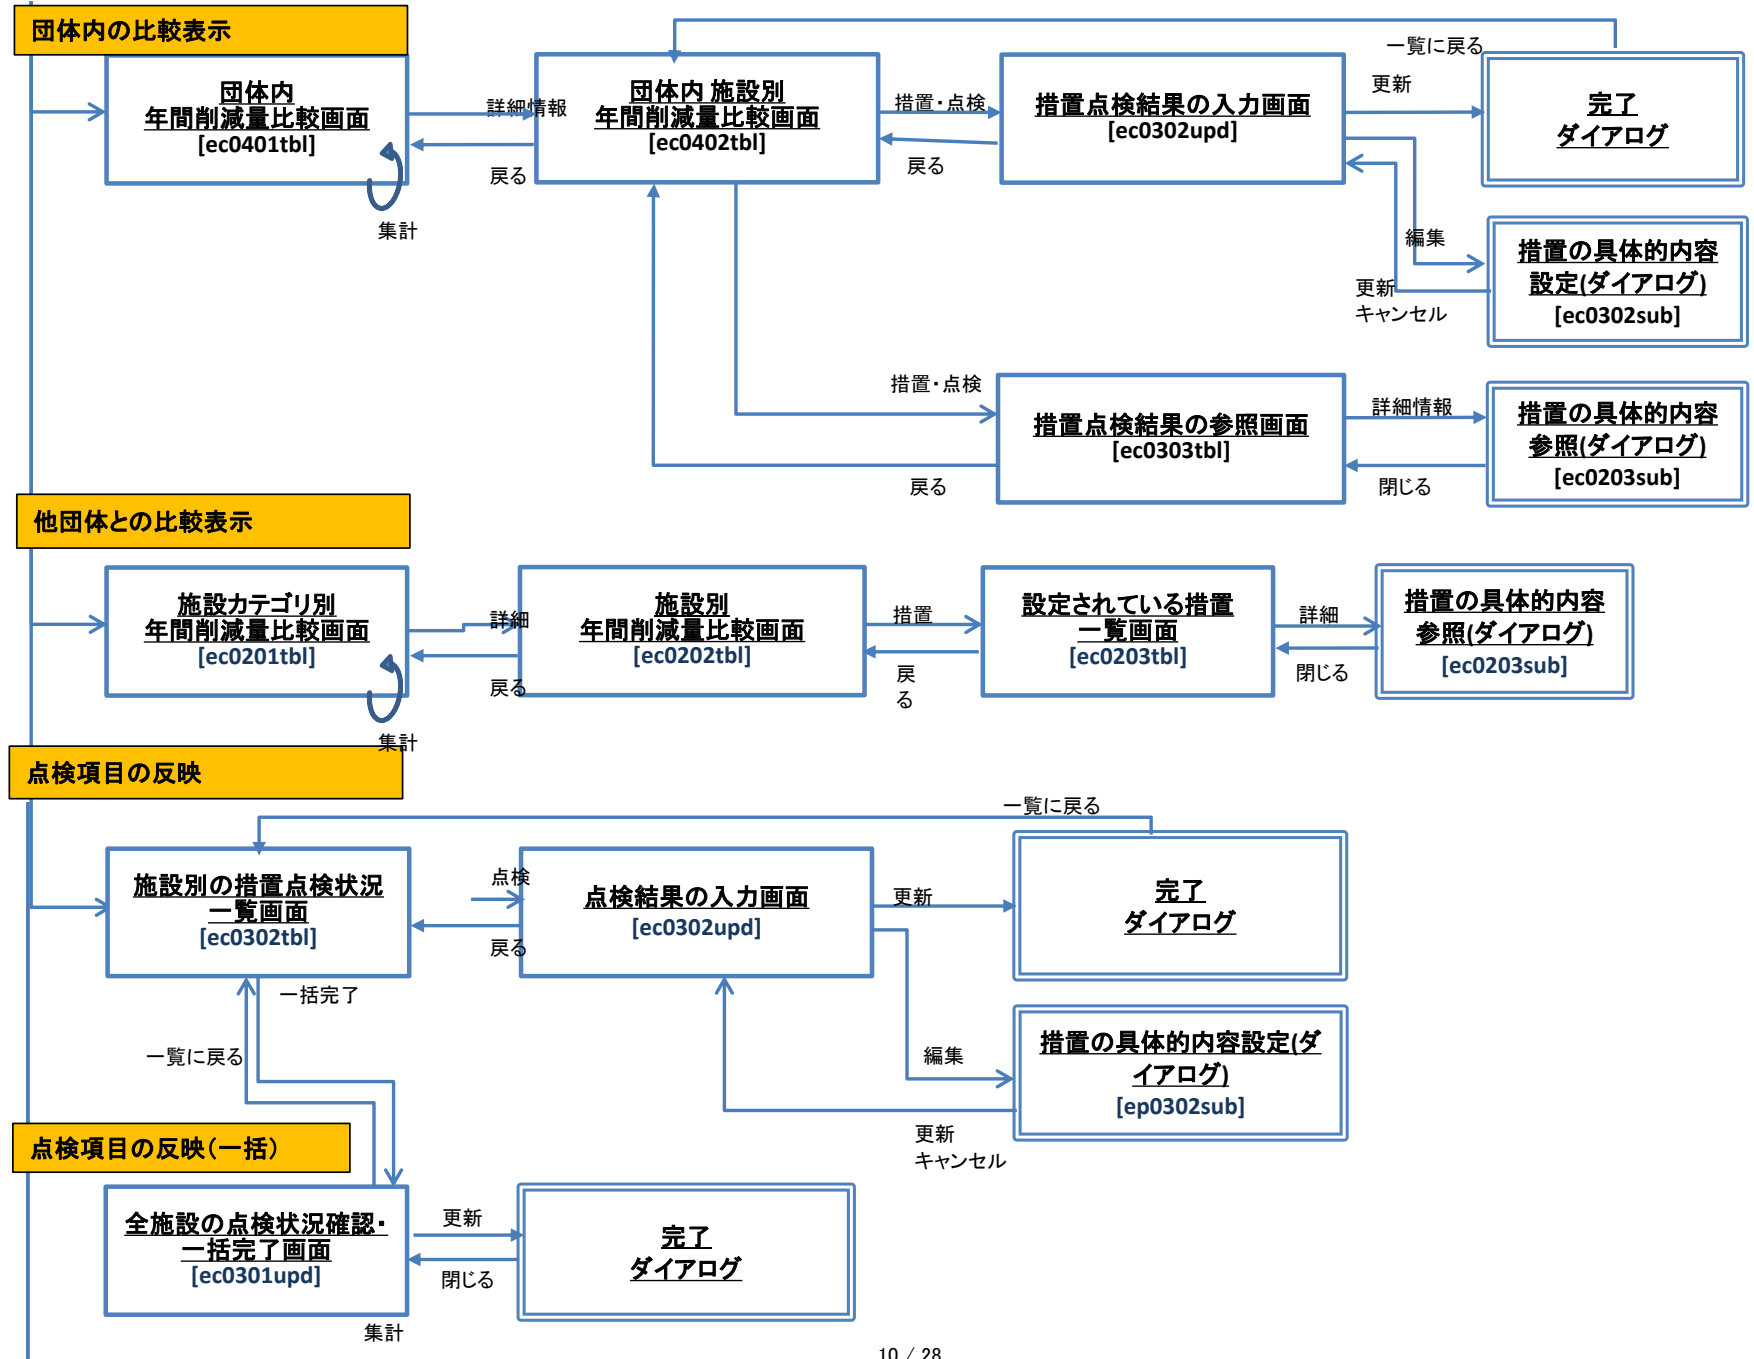 団体内の比較表示
団体内
年間削減量比較画面
[ec0401tbl]
集計
詳細情報
戻る
団体内 施設別
年間削減量比較画面
[ec0402tbl]
措置・点検
戻る
措置点検結果の入力画面
[ec0302upd]
一覧に戻る
更新
完了
ダイアログ
編集
更新
キャンセル
措置の具体的内容
設定(ダイアログ)
[ec0302sub]
措置・点検
戻る
措置点検結果の参照画面
[ec0303tbl]
詳細情報
閉じる
措置の具体的内容
参照(ダイアログ)
[ec0203sub]
他団体との比較表示
施設カテゴリ別
年間削減量比較画面
[ec0201tbl]
集計
詳細
戻る
施設別
年間削減量比較画面
[ec0202tbl]
措置
戻
る
設定されている措置
一覧画面
[ec0203tbl]
詳細
閉じる
措置の具体的内容
参照(ダイアログ)
[ec0203sub]
点検項目の反映
一覧に戻る
施設別の措置点検状況
一覧画面
[ec0302tbl]
点検
戻る
点検結果の入力画面
[ec0302upd]
更新
完了
ダイアログ
一括完了
一覧に戻る
編集
更新
キャンセル
措置の具体的内容設定(ダ
イアログ)
[ep0302sub]
点検項目の反映(一括)
全施設の点検状況確認・
一括完了画面
[ec0301upd]
集計
更新
閉じる
完了
ダイアログ
10 / 28